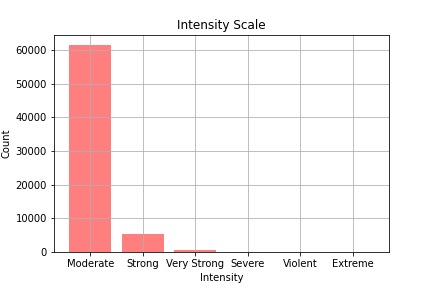 Intensity Scale
Count
60000
50000
40000
30000
20000
10000
0
Moderate Strong Very Strong Severe Violent Extreme
Intensity